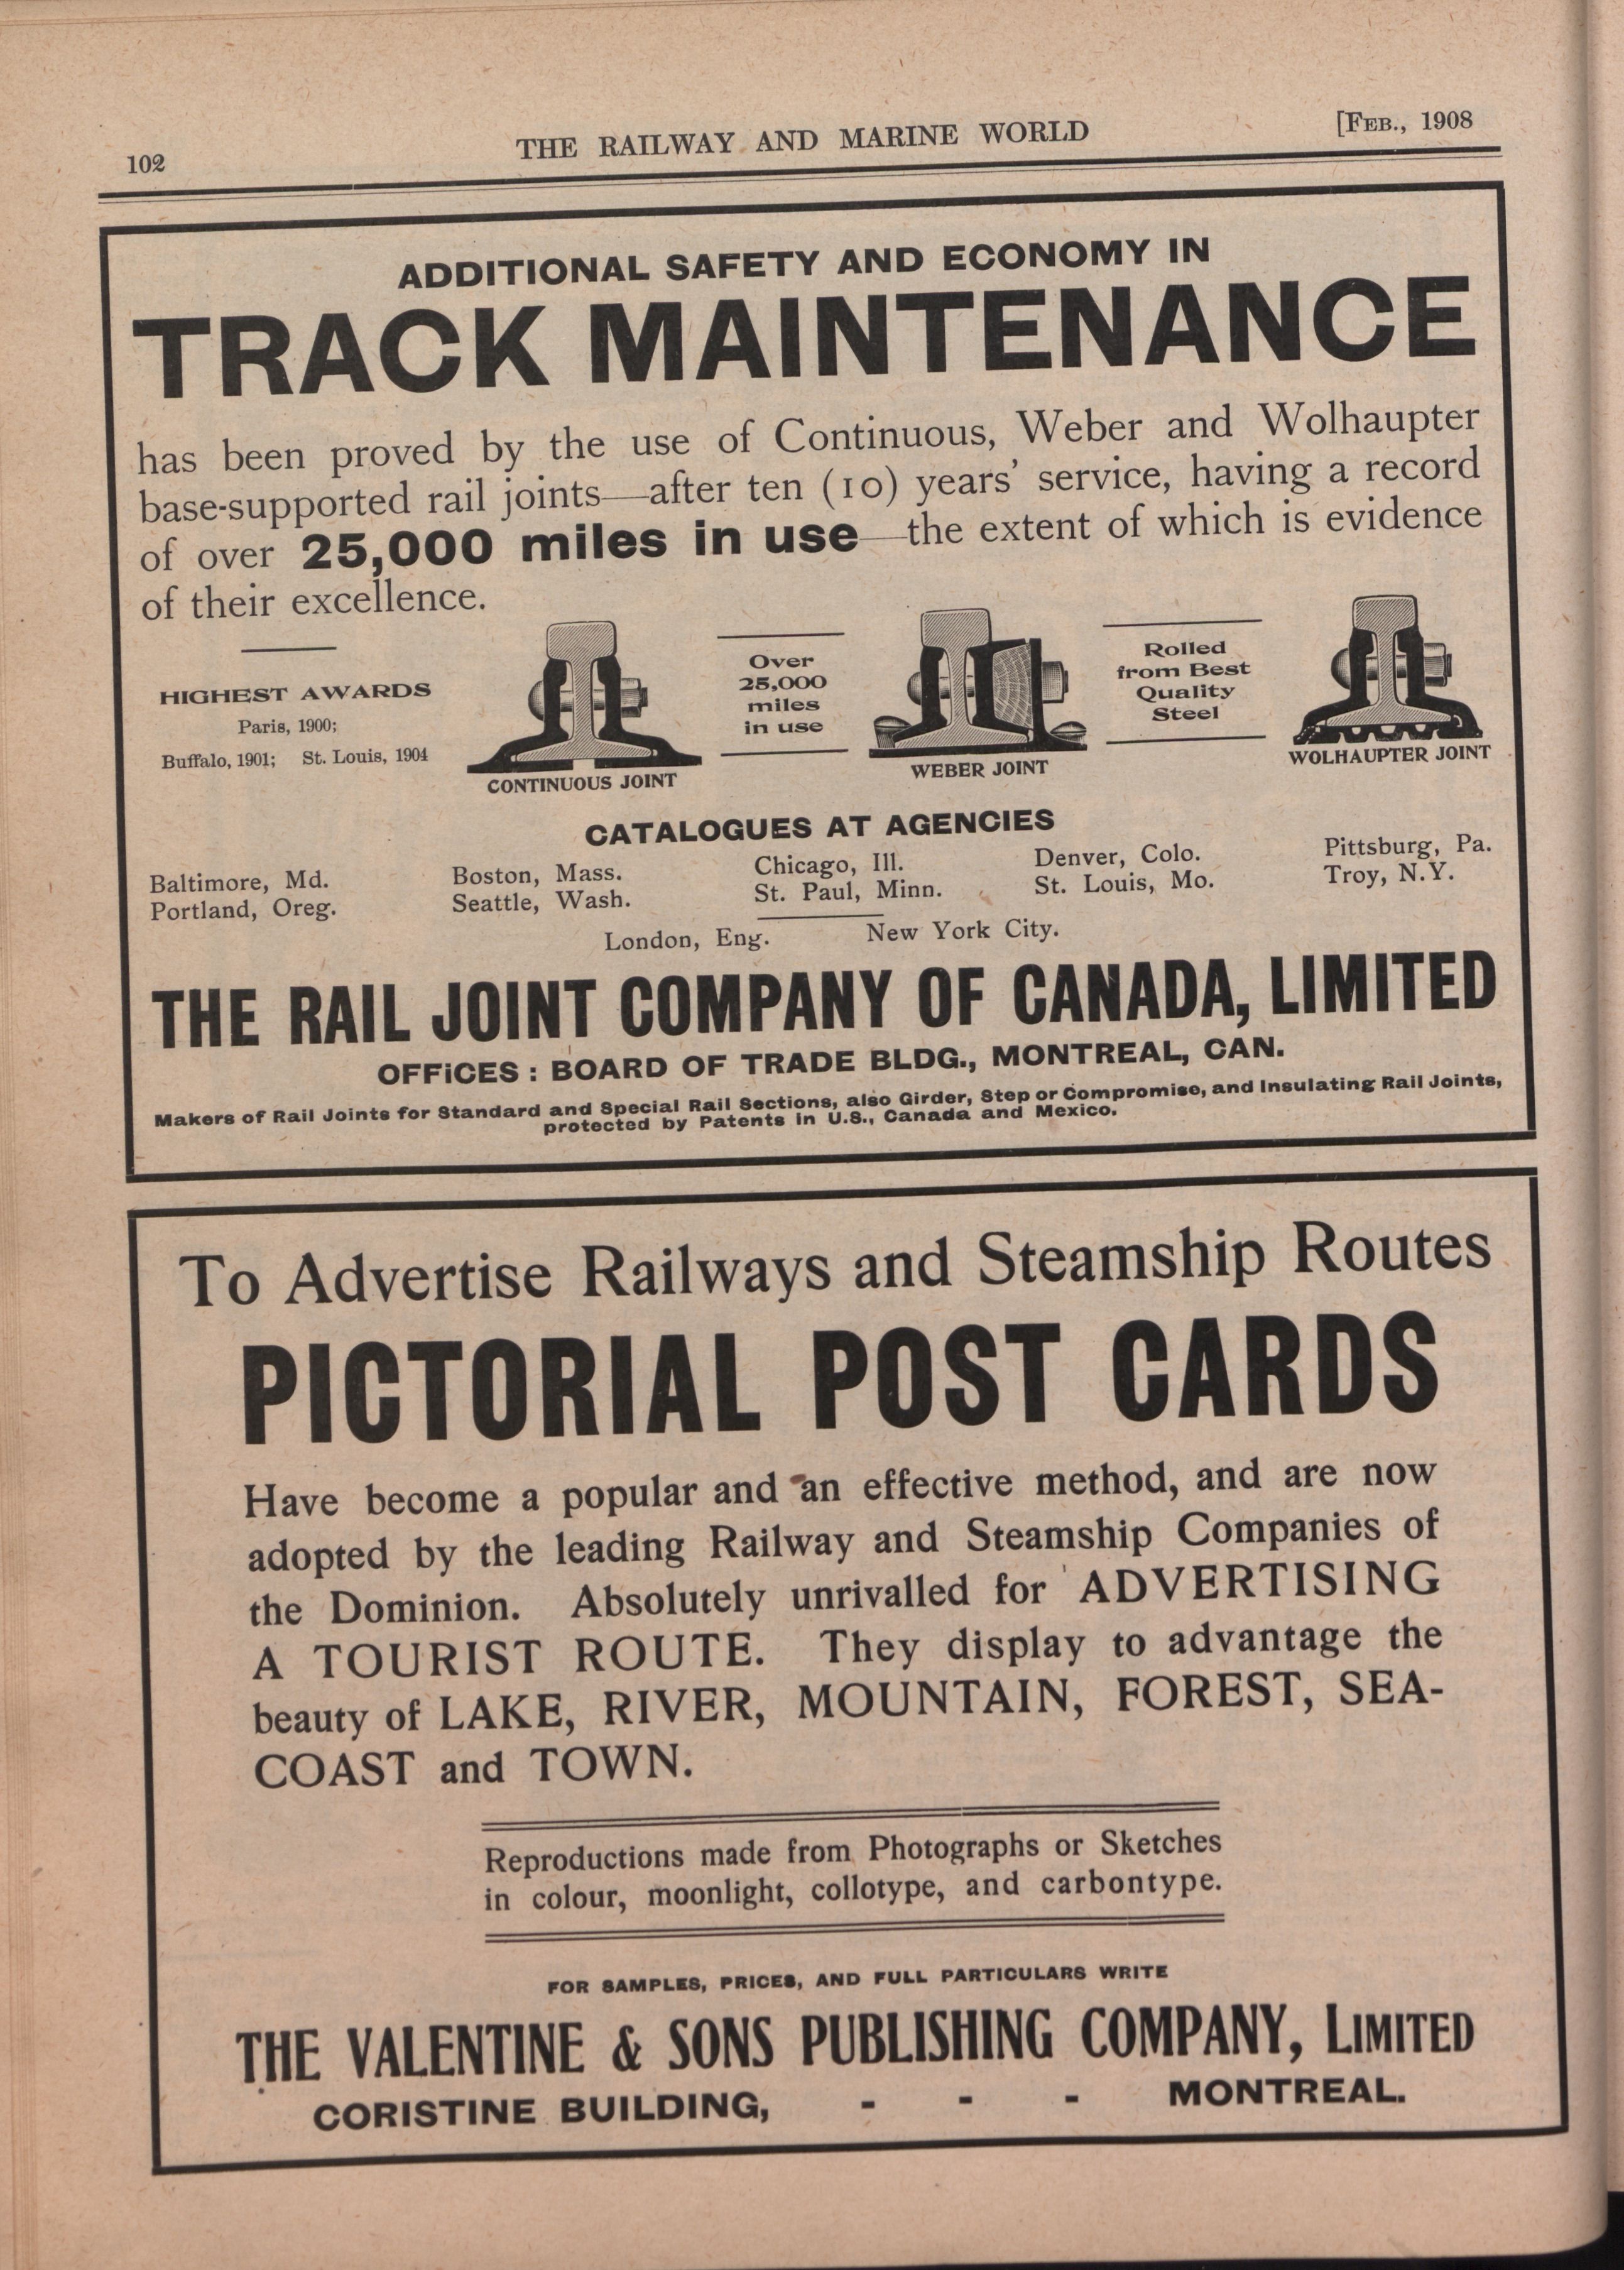 102
THE RAILWAY AND MARINE WORLD
[FEB., 1908
ADDITIONAL SAFETY AND ECONOMY IN
TRACK MAINTENANCE
has been proved by the use of Continuous, Weber and Wolhaupter
base-supported rail joints—after ten (10) years' service, having a record
of over 25,000 miles in use—the extent of which is evidence
of their excellence.
HIGHEST AWARDS
Paris, 1900;
Buffalo, 1901; St. Louis, 1904
CONTINUOUS JOINT
Over
25,000
miles
in use
WEBER JOINT
Rolled
from Best
Quality
Steel
WOLHAUPTER JOINT
CATALOGUES AT AGENCIES
Baltimore, Md. Boston, Mass. Chicago, Ill. Denver, Colo. Pittsburg, Pa.
Portland, Oreg. Seattle, Wash. St. Paul, Minn. St. Louis, Mo. Troy, N.Y.
London, Eng. New York City.
THE RAIL JOINT COMPANY OF CANADA, LIMITED
OFFiCES : BOARD OF TRADE BLDG., MONTREAL, CAN.
Makers of Rail Joints for Standard and Special Rail Sections, also Girder, Step or Compromise, and Insulating Rail Joints,
protected by Patents in U.S., Canada and Mexico.
To Advertise Railways and Steamship Routes
PICTORIAL POST CARDS
Have become a popular and an effective method, and are now
adopted by the leading Railway and Steamship Companies of
the Dominion. Absolutely unrivalled for ADVERTISING
A TOURIST ROUTE. They display to advantage the
beauty of LAKE, RIVER, MOUNTAIN, FOREST, SEA-
COAST and TOWN.
Reproductions made from Photographs or Sketches
in colour, moonlight, collotype, and carbontype.
FOR SAMPLES, PRICES, AND FULL PARTICULARS WRITE
THE VALENTINE & SONS PUBLISHING COMPANY, LIMITED
CORISTINE BUILDING, - - - MONTREAL.